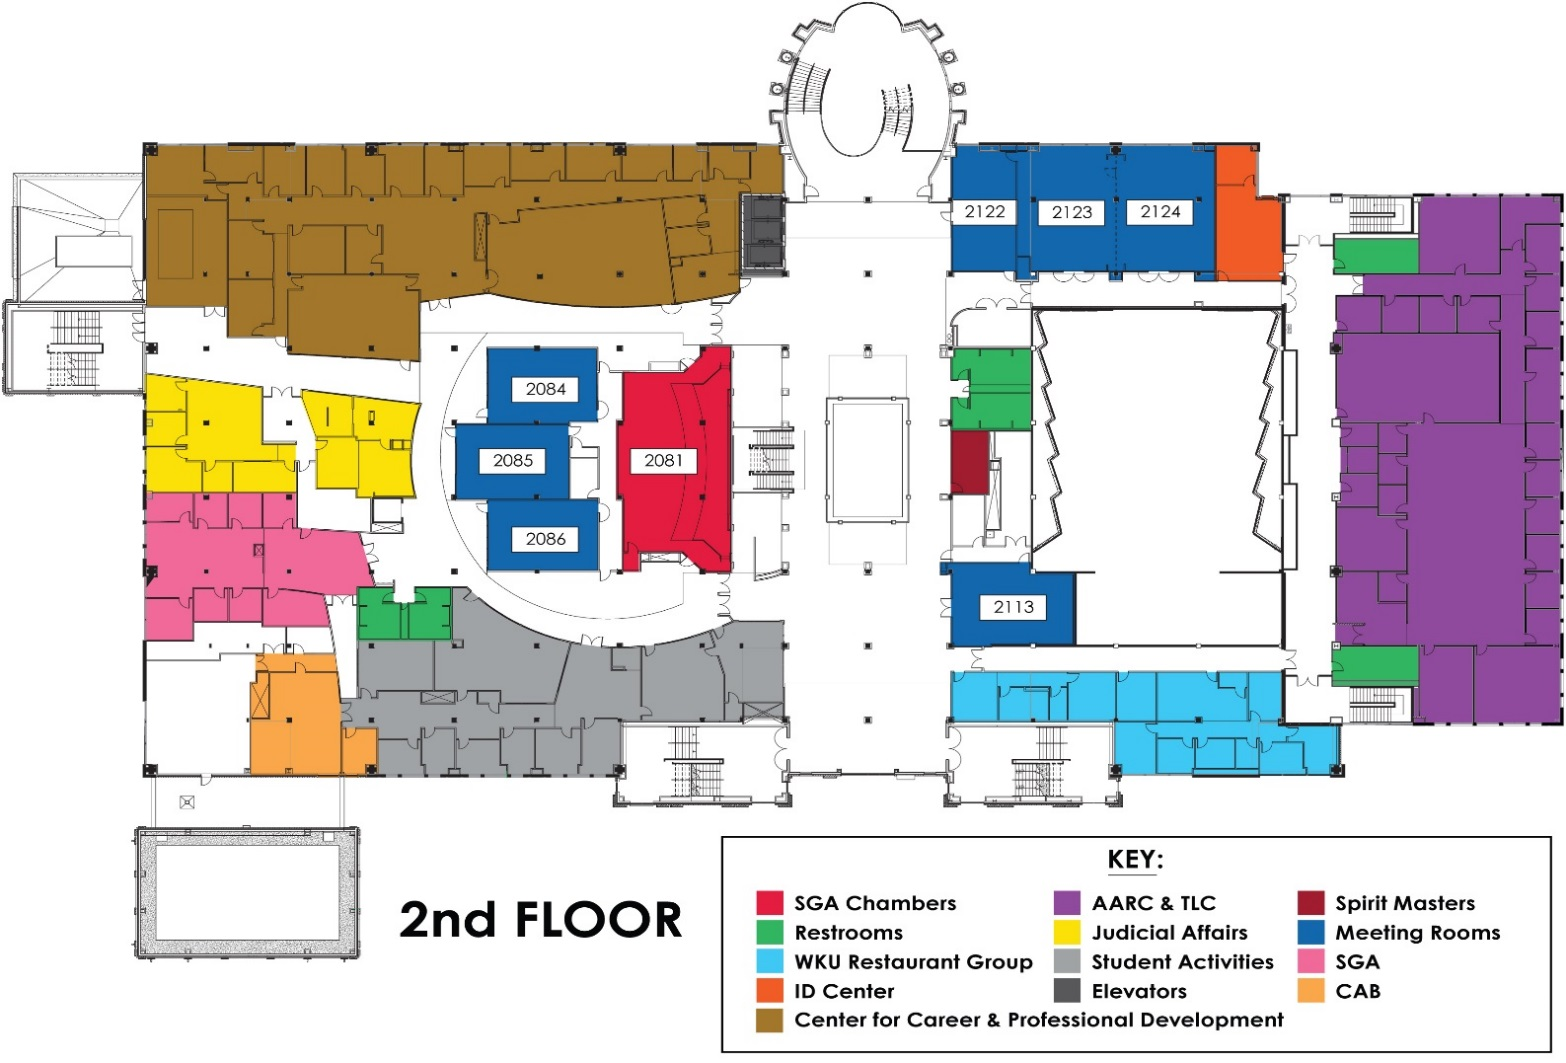 2122
2123
2124
2084
2085
2081
2086
2113
2nd FLOOR
KEY:
SGA Chambers
Restrooms
WKU Restaurant Group
ID Center
Center for Career & Professional Development
AARC & TLC
Judicial Affairs
Student Activities
Elevators
Spirit Masters
Meeting Rooms
SGA
CAB